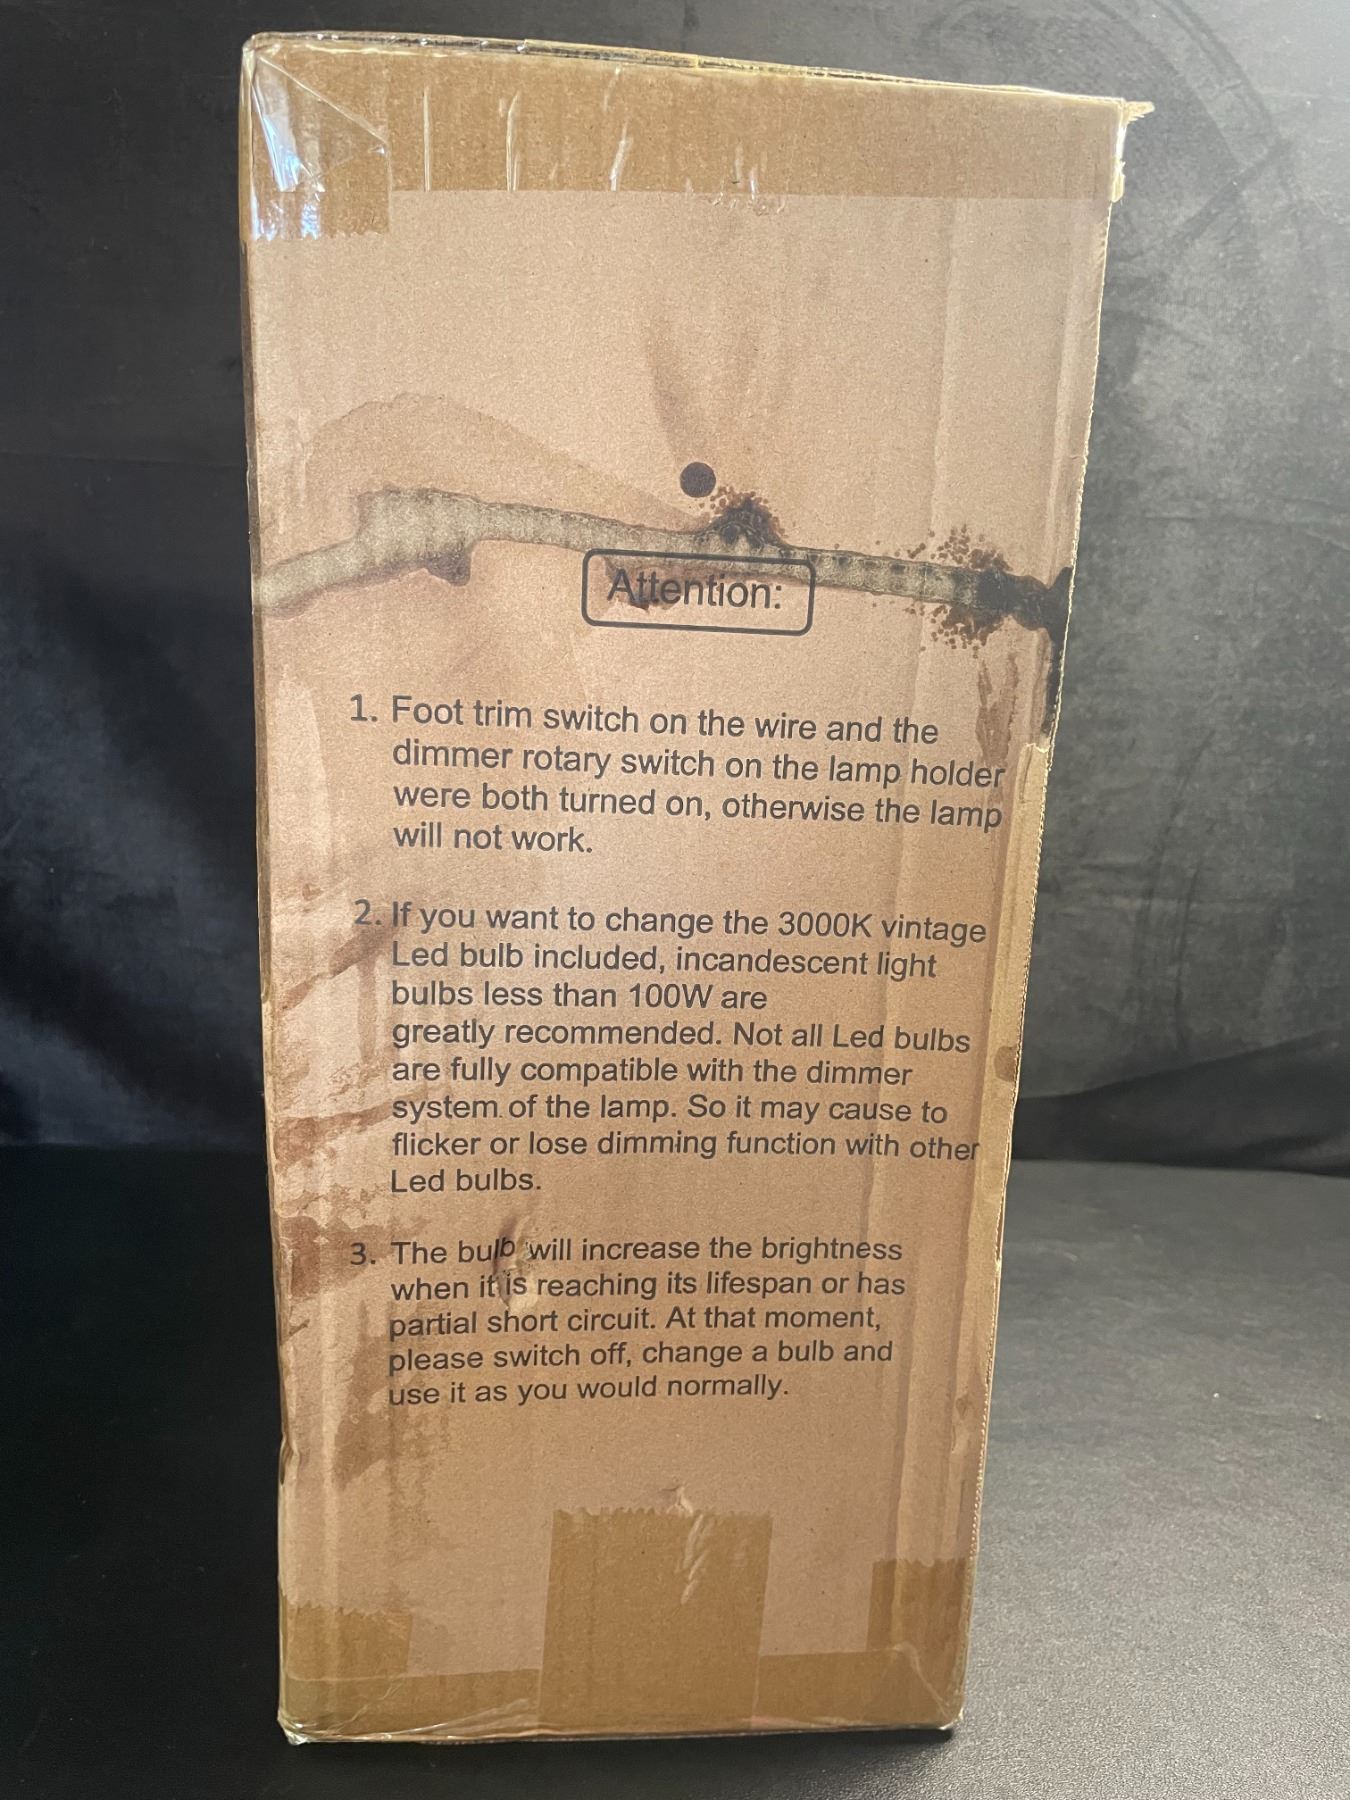 Attention:
1. Foot trim switch on the wire and the
dimmer rotary switch on the lamp holder
were both turned on, otherwise the lamp
will not work.
2. If you want to change the 3000K vintage
Led bulb included, incandescent light
bulbs less than 100W are
greatly recommended. Not all Led bulbs
are fully compatible with the dimmer
system. of the lamp. So it may cause to
flicker or lose dimming function with other
Led bulbs.
3. The bulb will increase the brightness
when it is reaching its lifespan or has
partial short circuit. At that moment,
please switch off, change a bulb and
use it as you would normally.